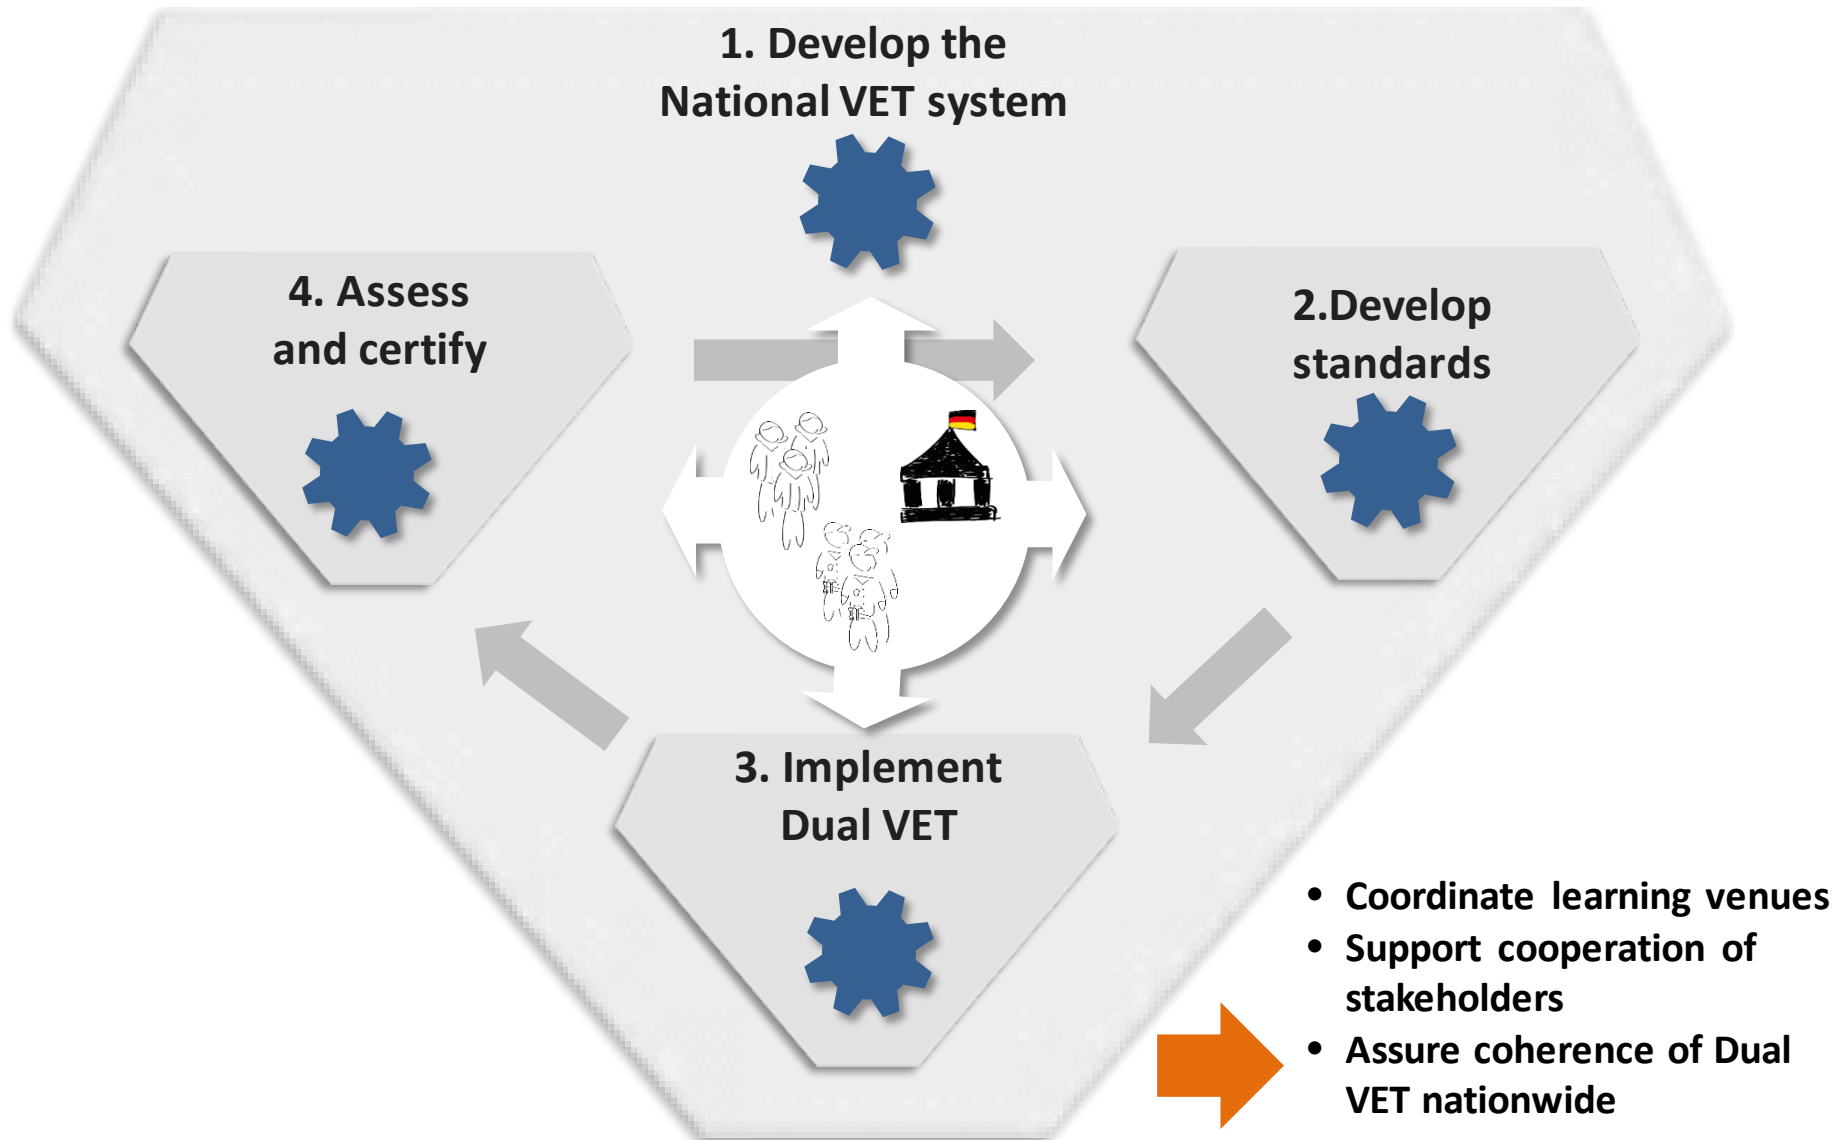 1. Develop the
National VET system
4. Assess
and certify
2.Develop
standards
3. Implement
Dual VET
• Coordinate learning venues
• Support cooperation of
stakeholders
• Assure coherence of Dual
VET nationwide